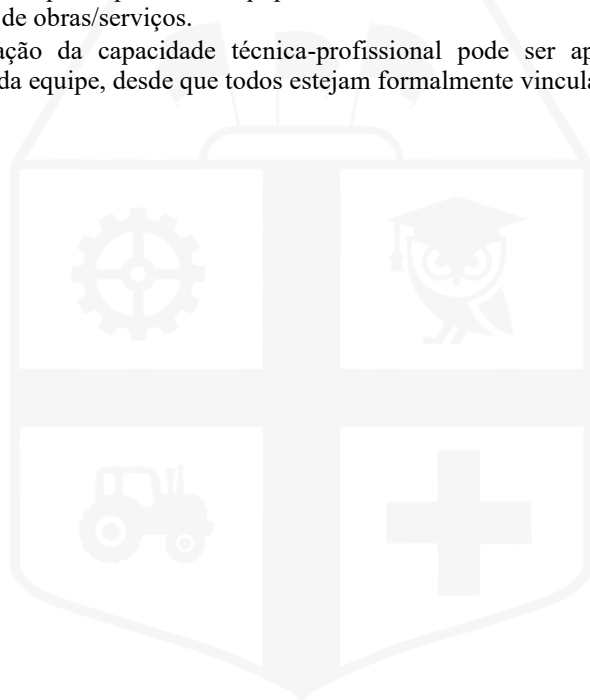 de obras/serviços.
ação da capacidade técnica-profissional pode ser ap
da equipe, desde que todos estejam formalmente vincula